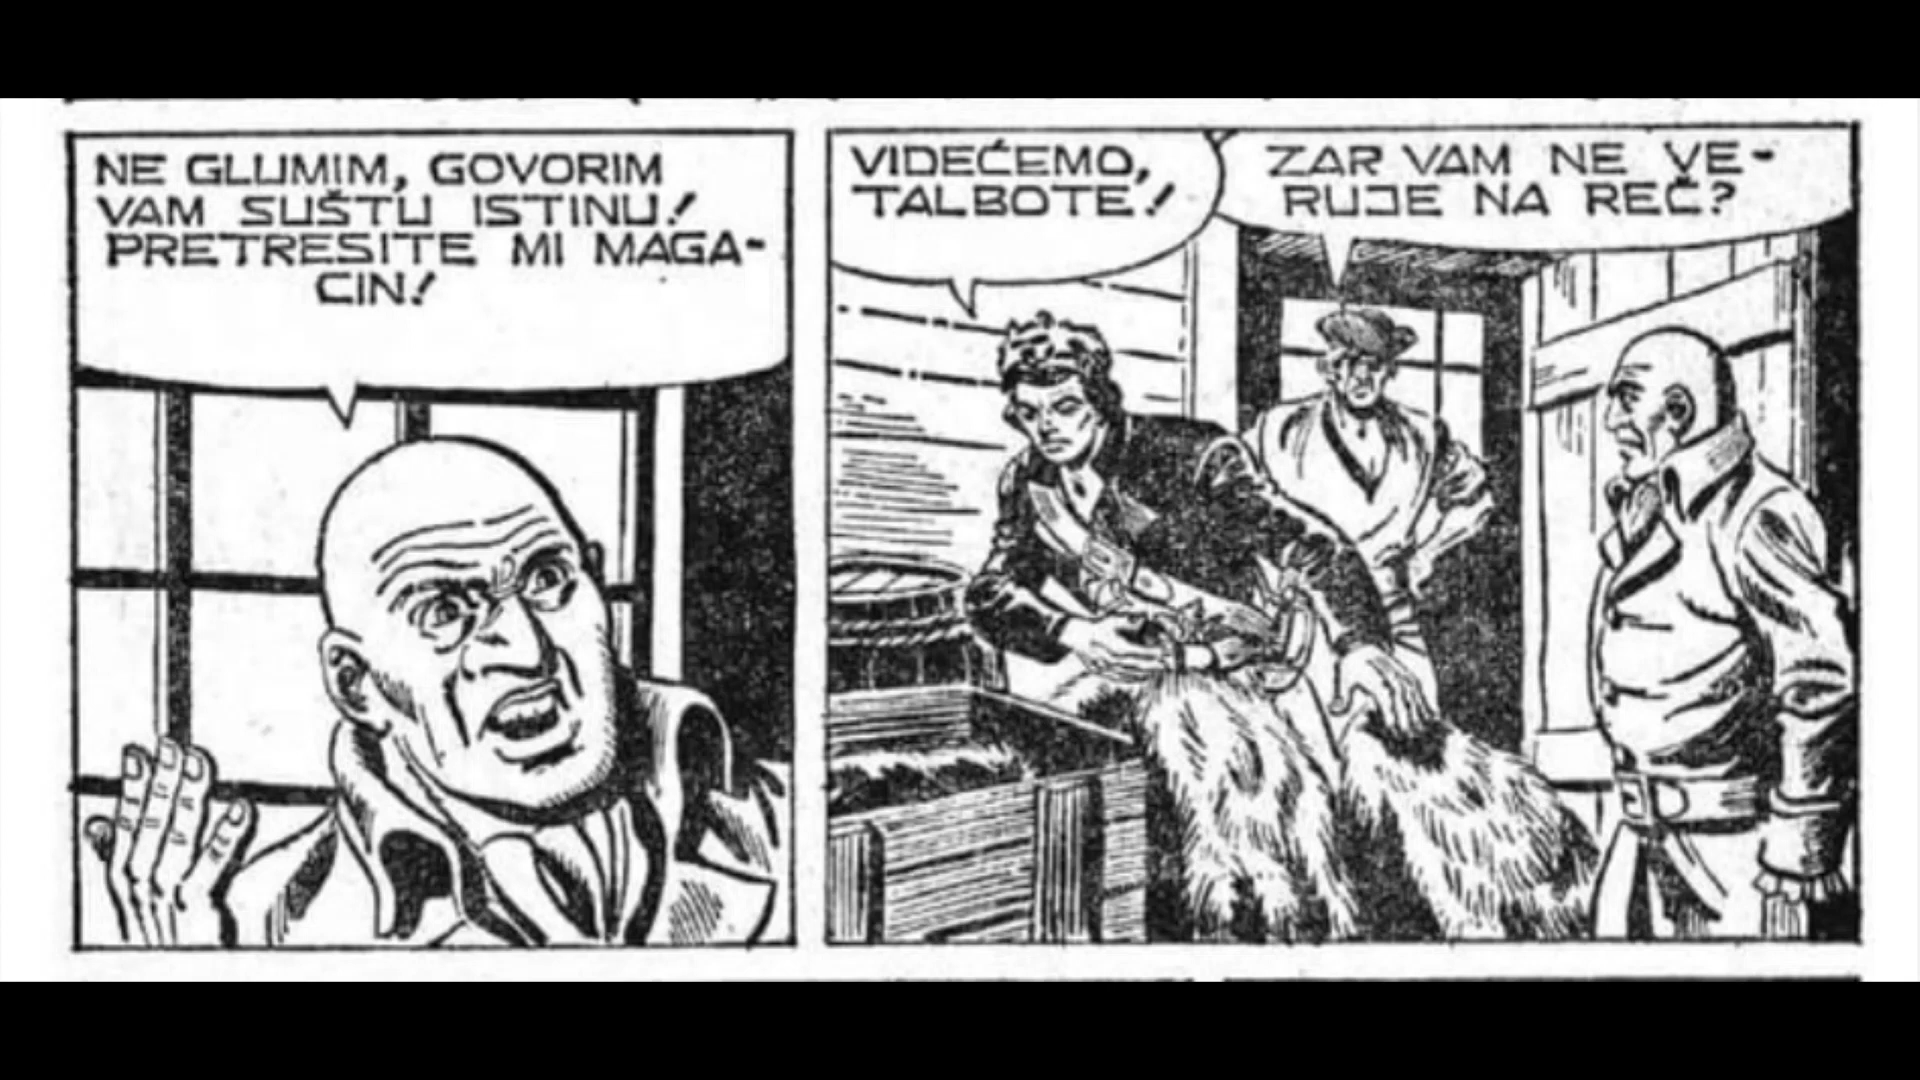 NE GLUMIM, GOVORIM
VAM SUŠTU ISTINU!
PRETRESITE MI MAGA-
CIN!
VIDEĆEMO,
TALBOTE!
ZAR VAM NE VE-
RUJE NA REČ?